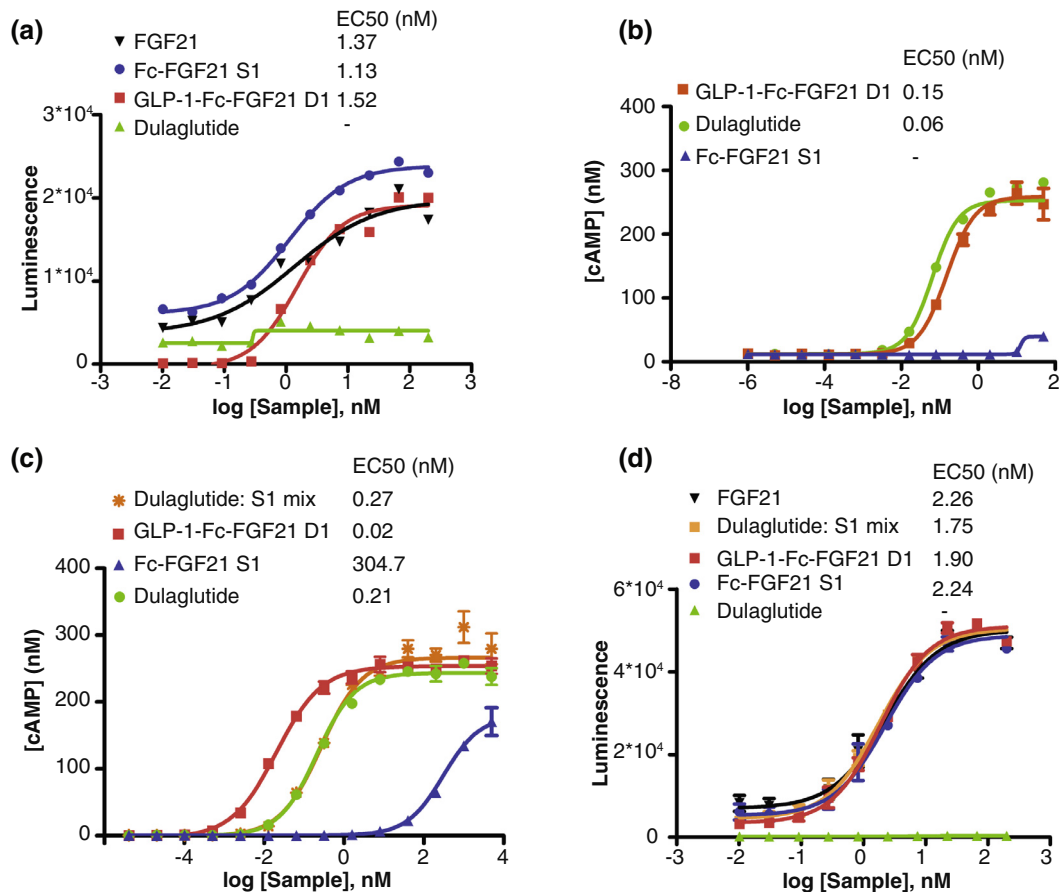 (a)
EC50 (nM)
FGF21 1.37
Fc-FGF21 S1 1.13
GLP-1-Fc-FGF21 D1 1.52
Dulaglutide -
Luminescence
3*10⁴
2*10⁴
1*10⁴
0
-3 -2 -1 0 1 2 3
log [Sample], nM
(b)
EC50 (nM)
GLP-1-Fc-FGF21 D1 0.15
Dulaglutide 0.06
Fc-FGF21 S1 -
[cAMP] (nM)
400
300
200
100
0
-8 -6 -4 -2 0 2
log [Sample], nM
(c)
EC50 (nM)
Dulaglutide: S1 mix 0.27
GLP-1-Fc-FGF21 D1 0.02
Fc-FGF21 S1 304.7
Dulaglutide 0.21
[cAMP] (nM)
400
300
200
100
0
-4 -2 0 2 4
log [Sample], nM
(d)
EC50 (nM)
FGF21 2.26
Dulaglutide: S1 mix 1.75
GLP-1-Fc-FGF21 D1 1.90
Fc-FGF21 S1 2.24
Dulaglutide -
Luminescence
6*10⁴
4*10⁴
2*10⁴
0
-3 -2 -1 0 1 2 3
log [Sample], nM